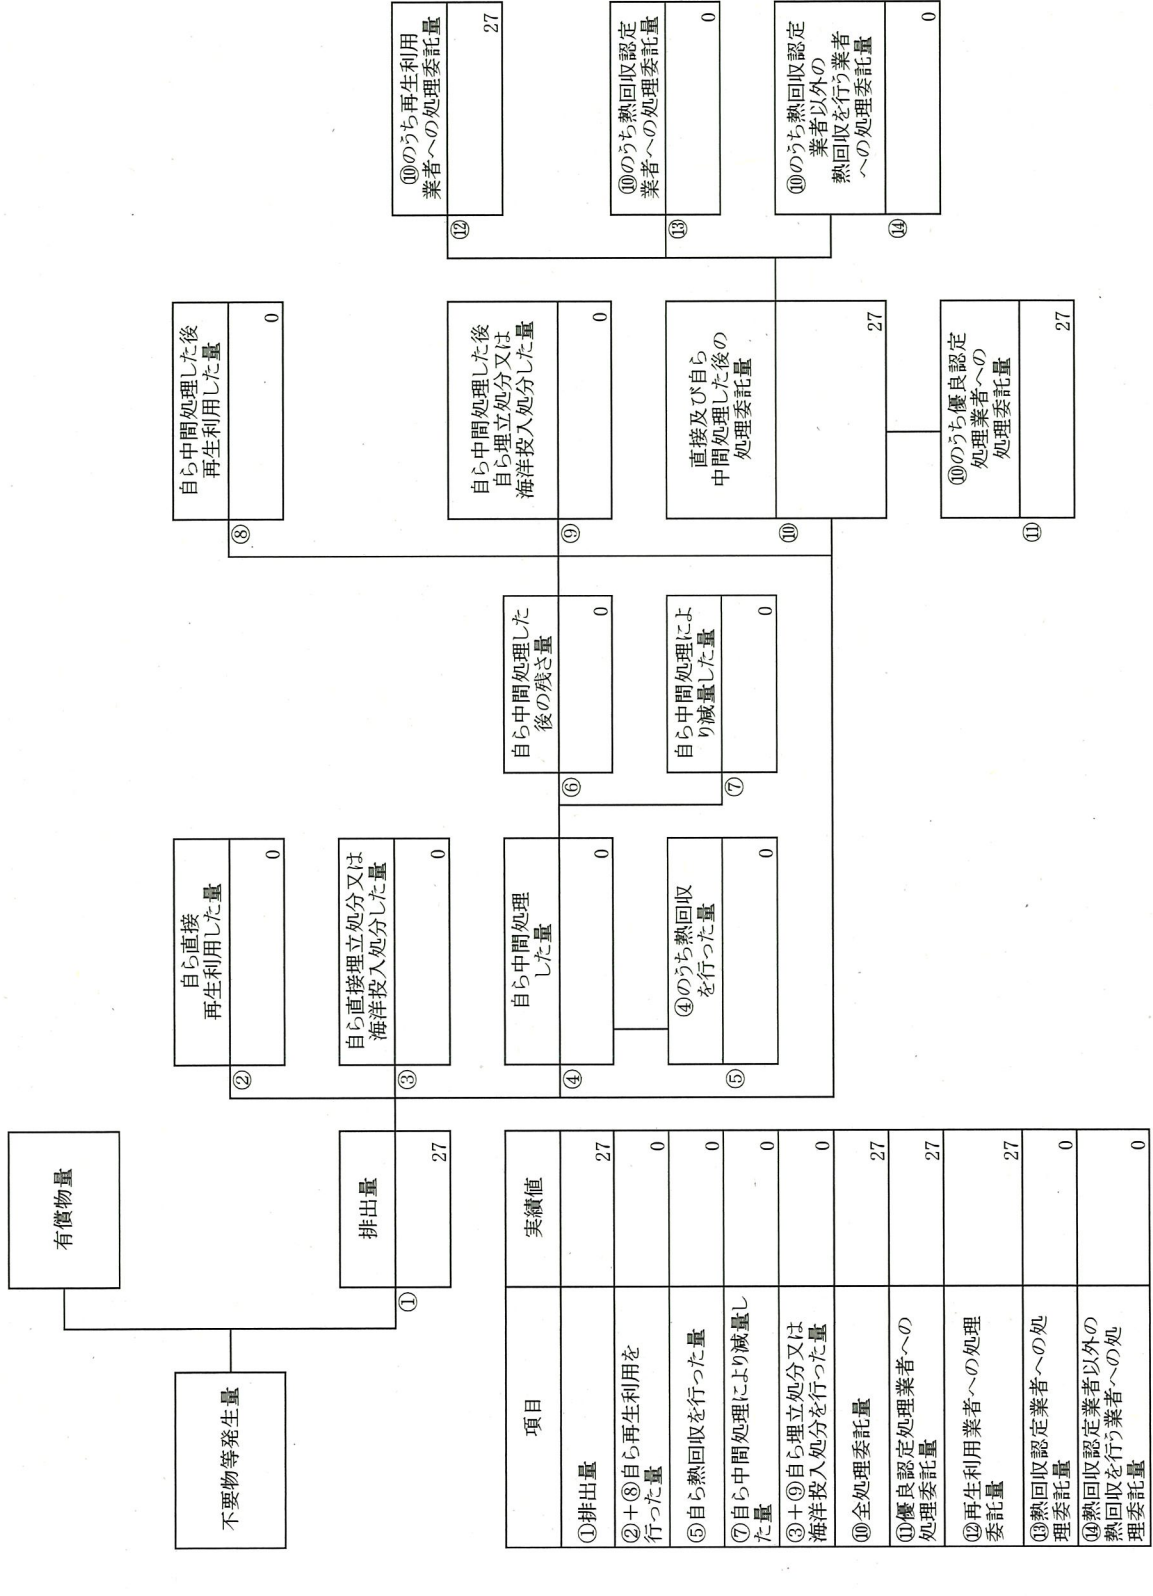 不要物等発生量
有償物量
排出量
①
27
自ら直接
再生利用した量
②
0
自ら直接埋立処分又は
海洋投入処分した量
③
0
自ら中間処理
した量
④
0
④のうち熱回収
を行った量
⑤
0
自ら中間処理した
後の残さ量
⑥
0
自ら中間処理によ
り減量した量
⑦
0
自ら中間処理した後
再生利用した量
⑧
0
自ら中間処理した後
自ら埋立処分又は
海洋投入処分した量
⑨
0
直接及び自ら
中間処理した後の
処理委託量
⑩
27
⑩のうち優良認定
処理業者への
処理委託量
⑪
27
⑩のうち再生利用
業者への処理委託量
⑫
27
⑩のうち熱回収認定
業者への処理委託量
⑬
0
⑩のうち熱回収認定
業者以外の
熱回収を行う業者
への処理委託量
⑭
0
項目 実績値
①排出量 27
②+⑧自ら再生利用を
行った量 0
⑤自ら熱回収を行った量 0
⑦自ら中間処理により減量し
た量 0
③+⑨自ら埋立処分又は
海洋投入処分を行った量 0
⑩全処理委託量 27
⑪優良認定処理業者への
処理委託量 27
⑫再生利用業者への処理
委託量 27
⑬熱回収認定業者への処
理委託量 0
⑭熱回収認定業者以外の
熱回収を行う業者への処
理委託量 0